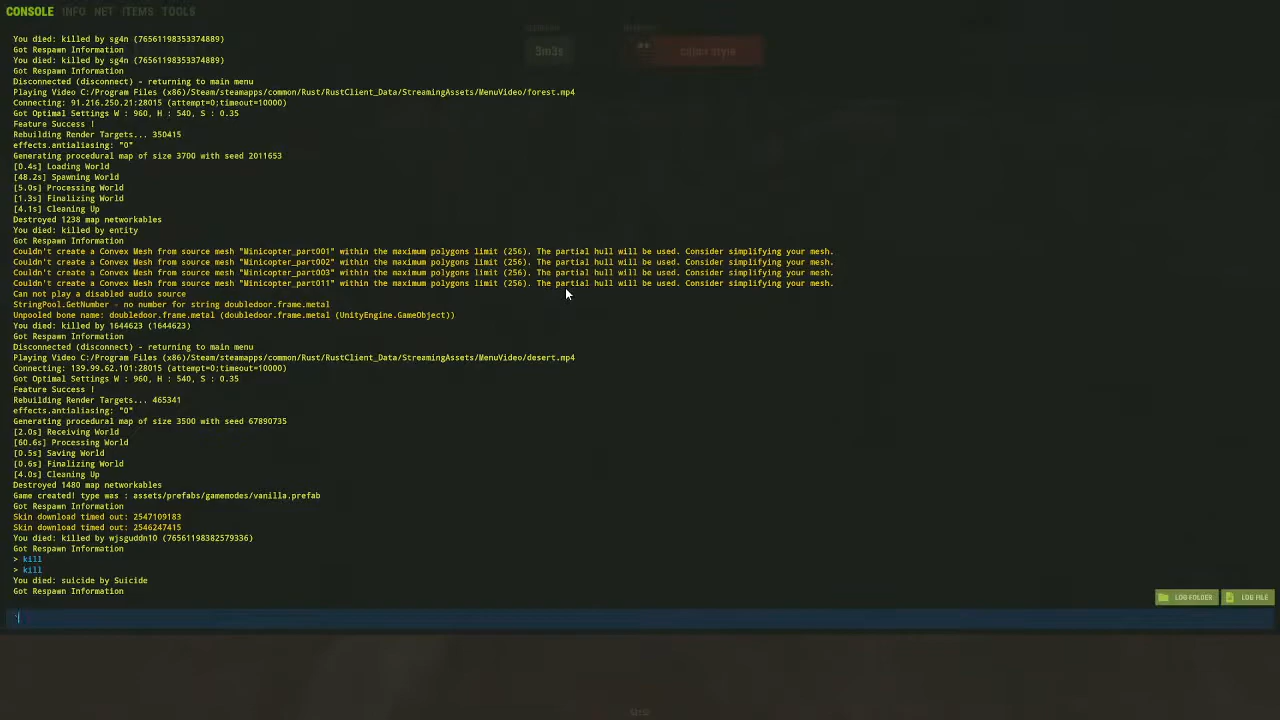 CONSOLE INFO NET ITEMS TOOLS
3m3s
You died: killed by sg4n (76561198353374889)
Got Respawn Information
You died: killed by sg4n (76561198353374889)
Got Respawn Information
Disconnected (disconnect) - returning to main menu
Playing Video C:/Program Files (x86)/Steam/steamapps/common/Rust/RustClient_Data/StreamingAssets/MenuVideo/forest.mp4
Connecting: 91.216.250.21:28015 (attempt=0;timeout=10000)
Got Optimal Settings W : 960, H : 540, S : 0.35
Feature Success !
Rebuilding Render Targets... 350415
effects.antialiasing: "0"
Generating procedural map of size 3700 with seed 2011653
[0.4s] Loading World
[48.2s] Spawning World
[5.0s] Processing World
[1.3s] Finalizing World
[4.1s] Cleaning Up
Destroyed 1238 map networkables
You died: killed by entity
Got Respawn Information
Couldn't create a Convex Mesh from source mesh "Minicopter_part001" within the maximum polygons limit (256). The partial hull will be used. Consider simplifying your mesh.
Couldn't create a Convex Mesh from source mesh "Minicopter_part002" within the maximum polygons limit (256). The partial hull will be used. Consider simplifying your mesh.
Couldn't create a Convex Mesh from source mesh "Minicopter_part003" within the maximum polygons limit (256). The partial hull will be used. Consider simplifying your mesh.
Couldn't create a Convex Mesh from source mesh "Minicopter_part011" within the maximum polygons limit (256). The partial hull will be used. Consider simplifying your mesh.
Can not play a disabled audio source
StringPool.GetNumber - no number for string doubledoor.frame.metal
Unpooled bone name: doubledoor.frame.metal (doubledoor.frame.metal (UnityEngine.GameObject))
You died: killed by 1644623 (1644623)
Got Respawn Information
Disconnected (disconnect) - returning to main menu
Playing Video C:/Program Files (x86)/Steam/steamapps/common/Rust/RustClient_Data/StreamingAssets/MenuVideo/desert.mp4
Connecting: 139.99.62.101:28015 (attempt=0;timeout=10000)
Got Optimal Settings W : 960, H : 540, S : 0.35
Feature Success !
Rebuilding Render Targets... 465341
effects.antialiasing: "0"
Generating procedural map of size 3500 with seed 67890735
[2.0s] Receiving World
[60.6s] Processing World
[0.5s] Saving World
[0.6s] Finalizing World
[4.0s] Cleaning Up
Destroyed 1480 map networkables
Game created! type was : assets/prefabs/gamemodes/vanilla.prefab
Got Respawn Information
Skin download timed out: 2547109183
Skin download timed out: 2546247415
You died: killed by wjsguddn10 (76561198382579336)
Got Respawn Information
> kill
> kill
You died: suicide by Suicide
Got Respawn Information
LOG FOLDER LOG FILE